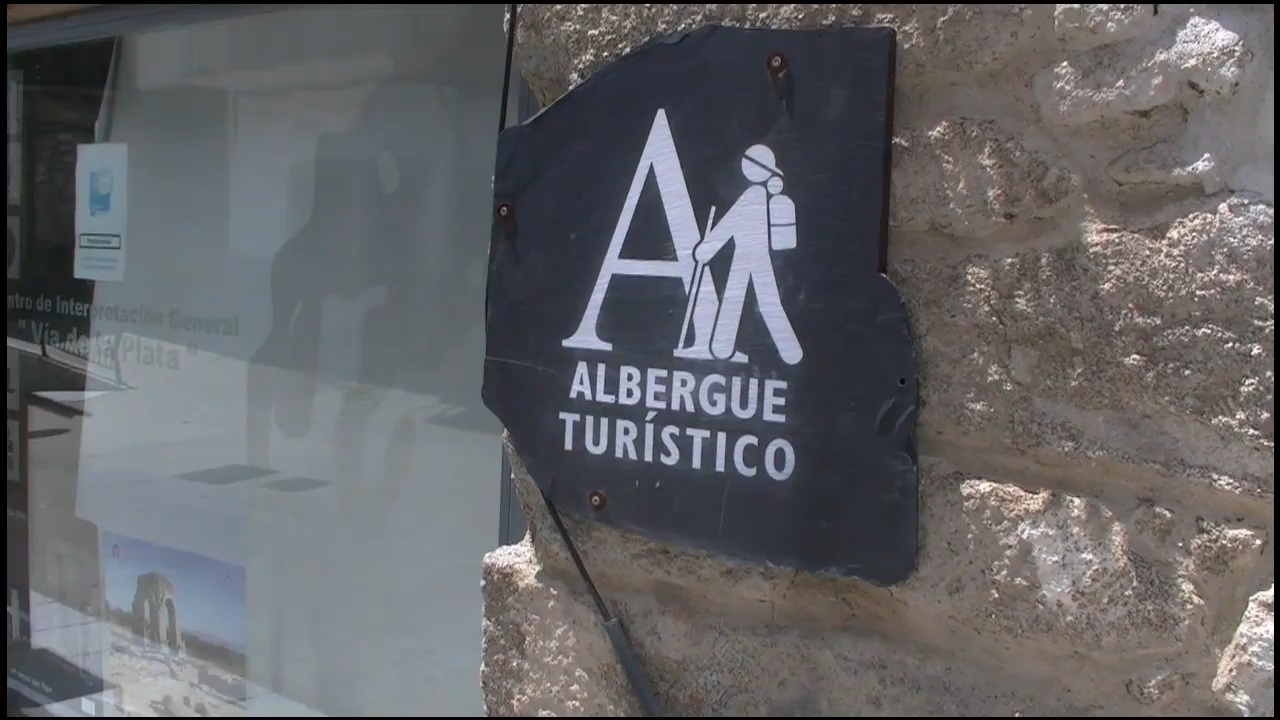 ntro de Interpretación General
" Vía de la Plata "
A
ALBERGUE
TURÍSTICO